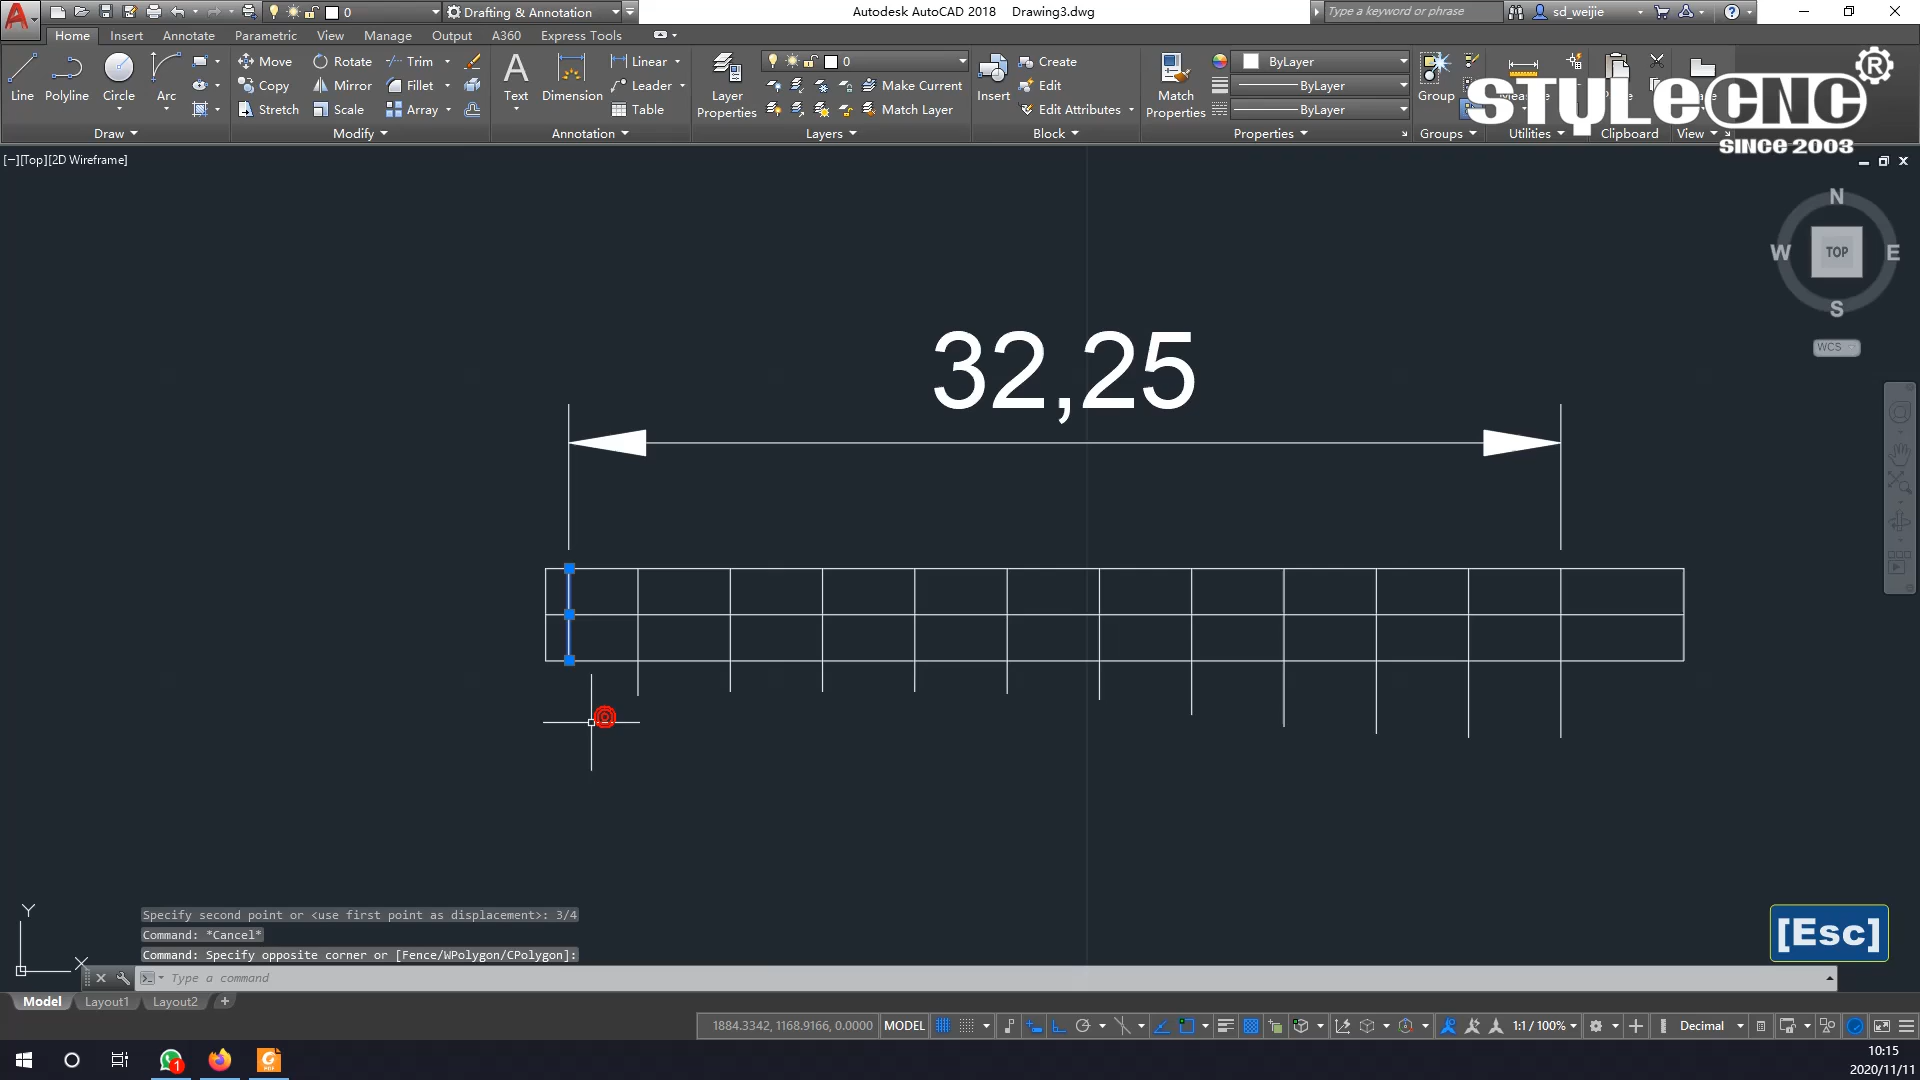 0
Drafting & Annotation
Autodesk AutoCAD 2018 Drawing3.dwg
Type a keyword or phrase
sd_weijie
Home Insert Annotate Parametric View Manage Output A360 Express Tools
Line Polyline Circle Arc
Move Rotate Trim
Copy Mirror Fillet
Stretch Scale Array
Text Dimension
Linear
Leader
Table
Layer
Properties
0
Make Current
Match Layer
Insert
Create
Edit
Edit Attributes
Match
Properties
ByLayer
ByLayer
ByLayer
Group
STYLECNC®
SINCE 2003
Draw Modify Annotation Layers Block Properties Groups Utilities Clipboard View
[−][Top][2D Wireframe]
N
W TOP E
S
WCS
32,25
Y
X
Specify second point or <use first point as displacement>: 3/4
Command: *Cancel*
Command: Specify opposite corner or [Fence/WPolygon/CPolygon]:
Type a command
[Esc]
Model Layout1 Layout2 +
1884.3342, 1168.9166, 0.0000 MODEL 1:1 / 100% Decimal
1
PDF
10:15
2020/11/11